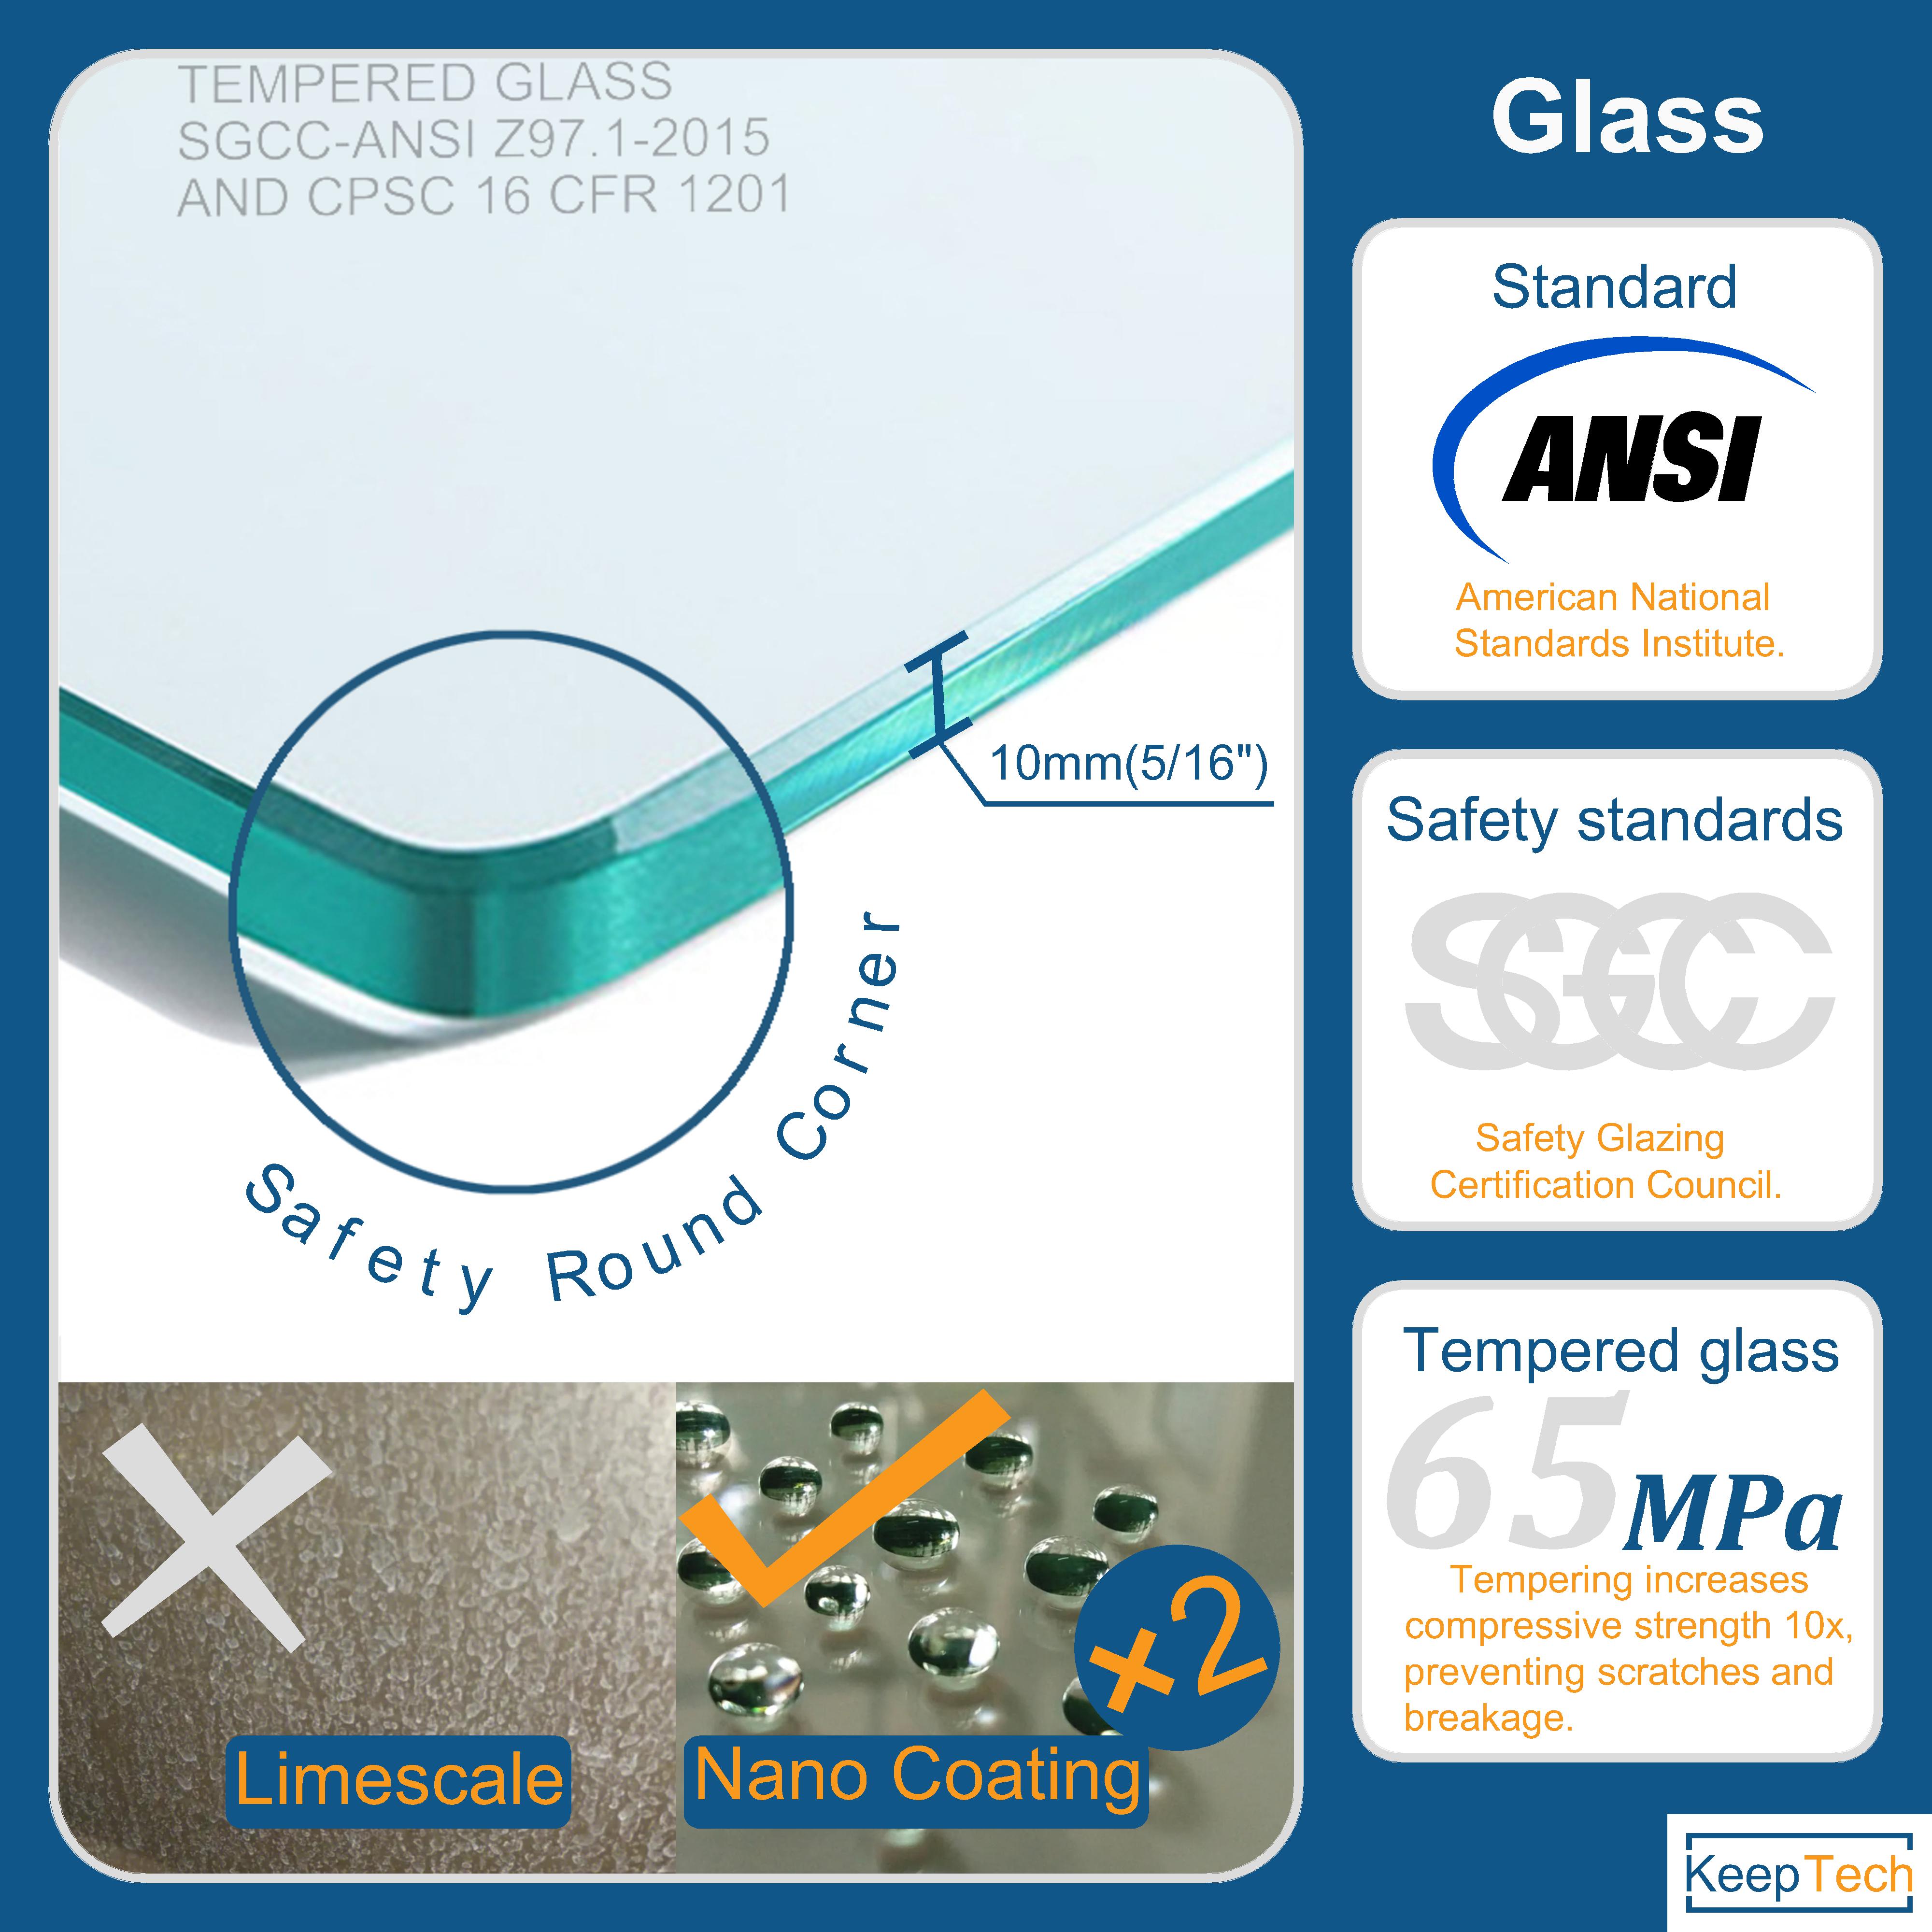 TEMPERED GLASS
SGCC-ANSI Z97.1-2015
AND CPSC 16 CFR 1201
10mm(5/16")
Safety Round Corner
Limescale
Nano Coating
+2
Glass
Standard
ANSI
American National
Standards Institute.
Safety standards
SGCC
Safety Glazing
Certification Council.
Tempered glass
65MPa
Tempering increases
compressive strength 10x,
preventing scratches and
breakage.
KeepTech